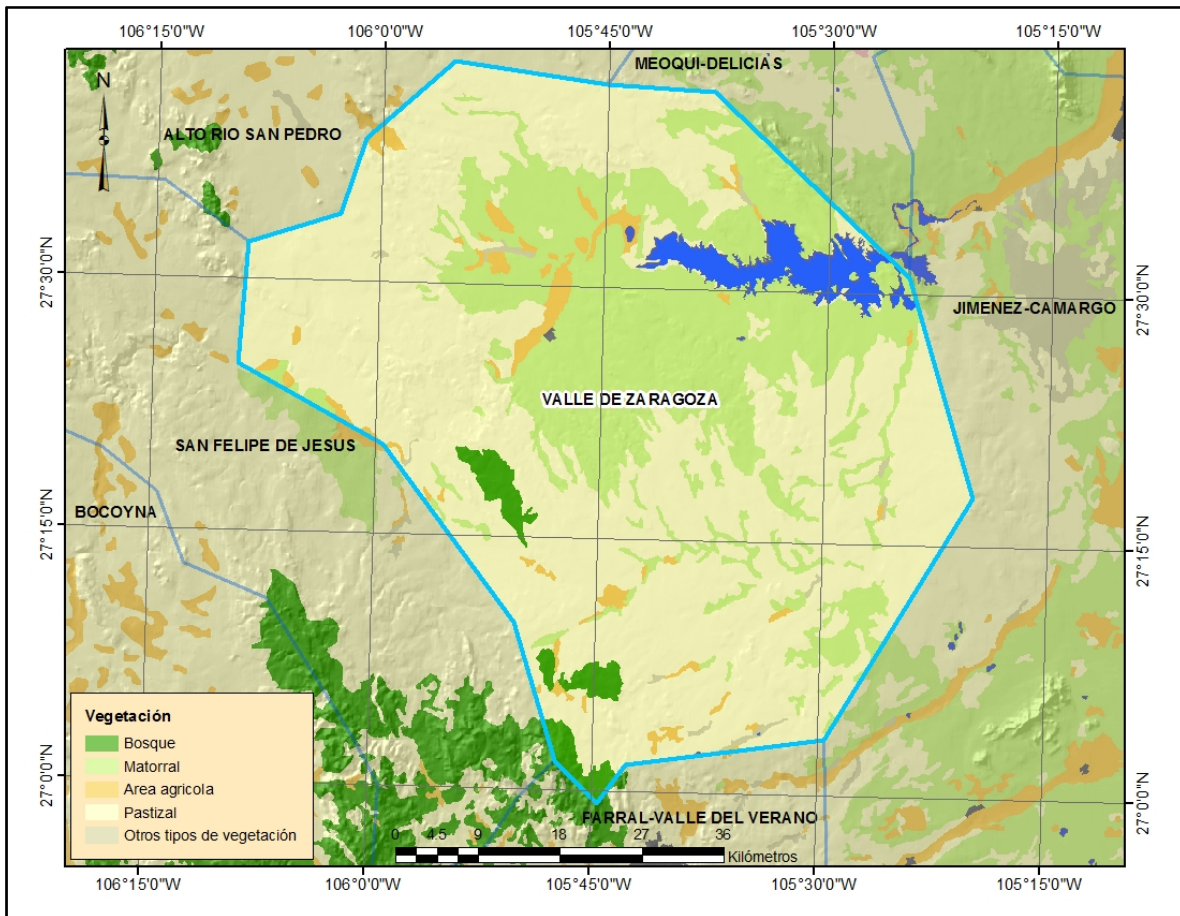 106°15'0"W 106°0'0"W 105°45'0"W 105°30'0"W 105°15'0"W
MEOQUI-DELICIAS
N
ALTO RIO SAN PEDRO
27°30'0"N
27°30'0"N
JIMENEZ-CAMARGO
VALLE DE ZARAGOZA
SAN FELIPE DE JESUS
BOCOYNA
27°15'0"N
27°15'0"N
Vegetación
Bosque
Matorral
Area agricola
Pastizal
Otros tipos de vegetación
27°0'0"N
27°0'0"N
PARRAL-VALLE DEL VERANO
0 4.5 9 18 27 36
Kilómetros
106°15'0"W 106°0'0"W 105°45'0"W 105°30'0"W 105°15'0"W